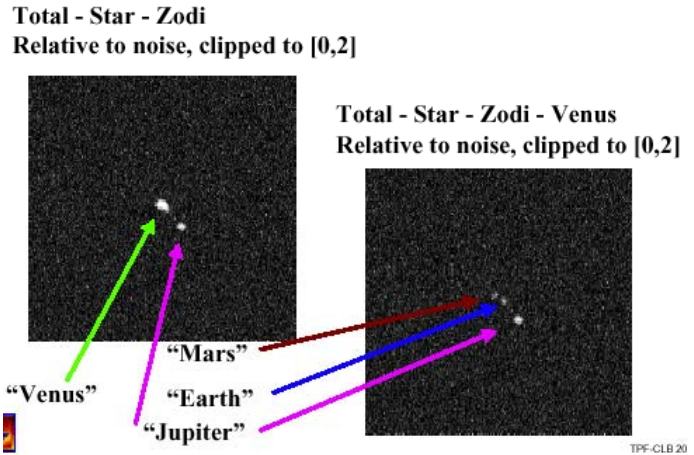 Total - Star - Zodi
Relative to noise, clipped to [0,2]
Total - Star - Zodi - Venus
Relative to noise, clipped to [0,2]
“Mars”
“Venus”
“Earth”
“Jupiter”
TPF-CLB 20